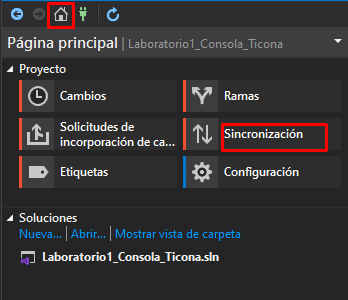 Página principal | Laboratorio1_Consola_Ticona
Proyecto
Cambios
Ramas
Solicitudes de
incorporación de ca...
Sincronización
Etiquetas
Configuración
Soluciones
Nueva... | Abrir... | Mostrar vista de carpeta
Laboratorio1_Consola_Ticona.sln